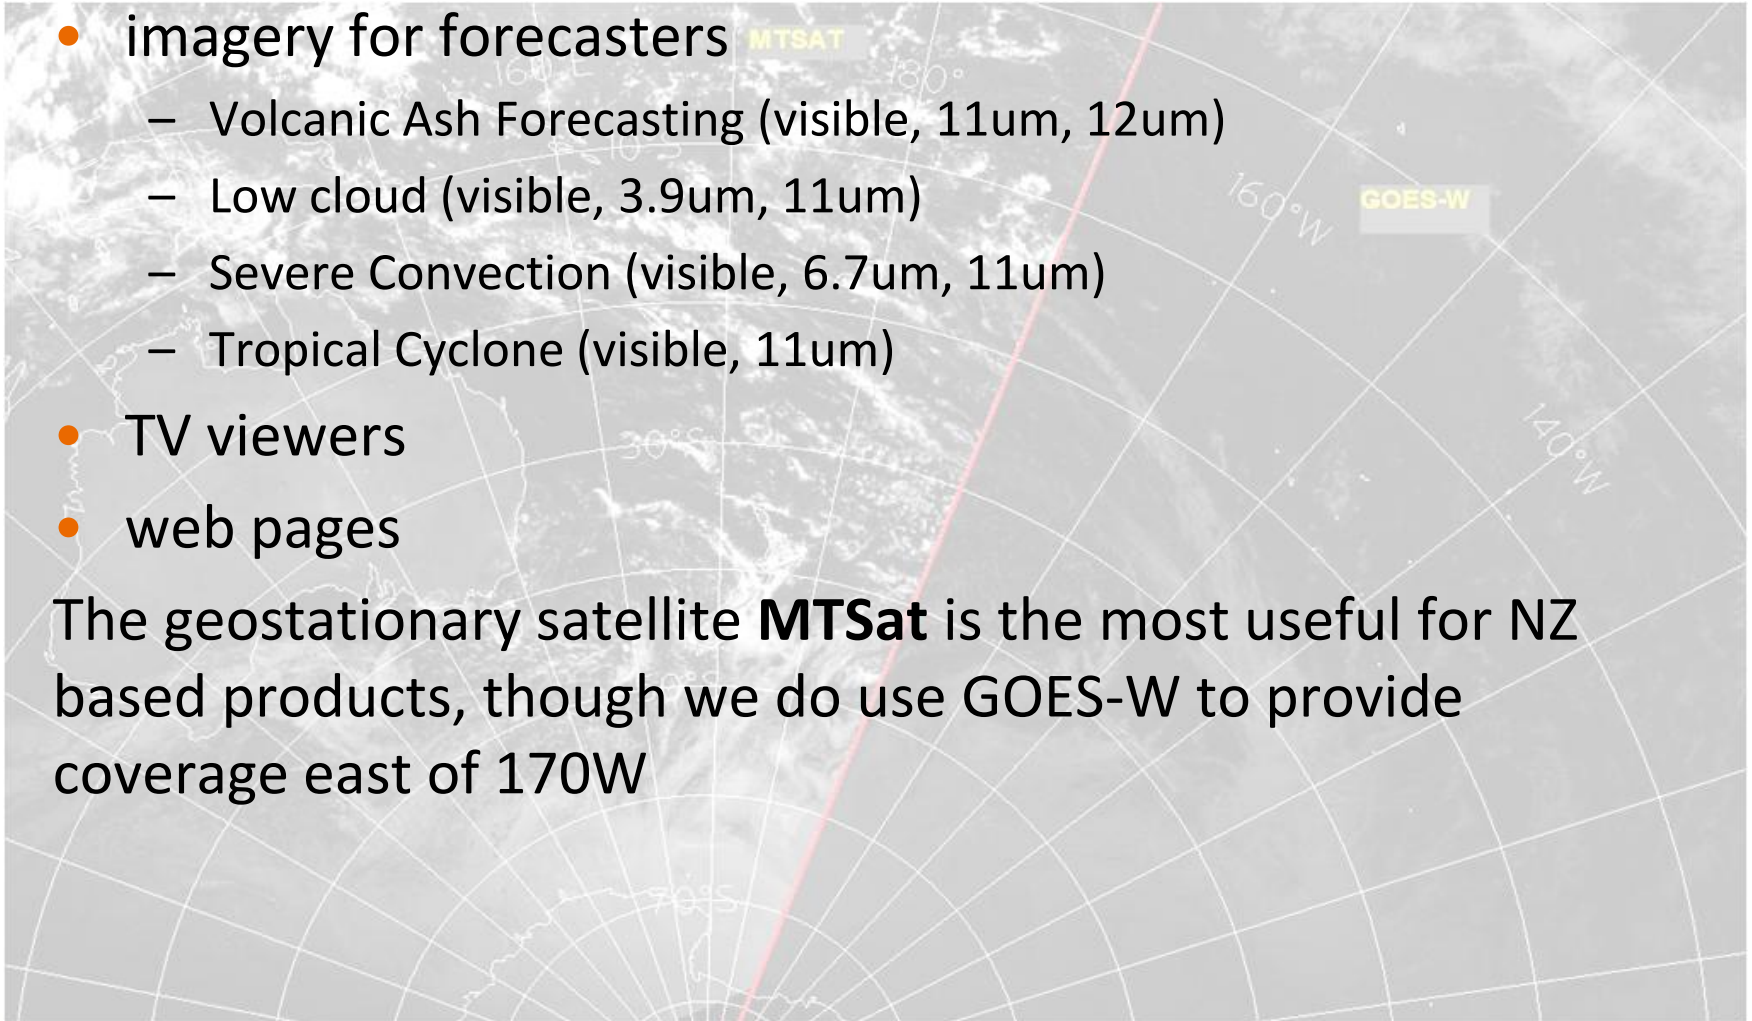 • imagery for forecasters MTSAT
160°E 180°
– Volcanic Ash Forecasting (visible, 11um, 12um)
10°S
– Low cloud (visible, 3.9um, 11um)
160°W GOES-W
– Severe Convection (visible, 6.7um, 11um)
– Tropical Cyclone (visible, 11um)
• TV viewers
30°S 140°W
• web pages
The geostationary satellite MTSat is the most useful for NZ
based products, though we do use GOES-W to provide
coverage east of 170W
70°S